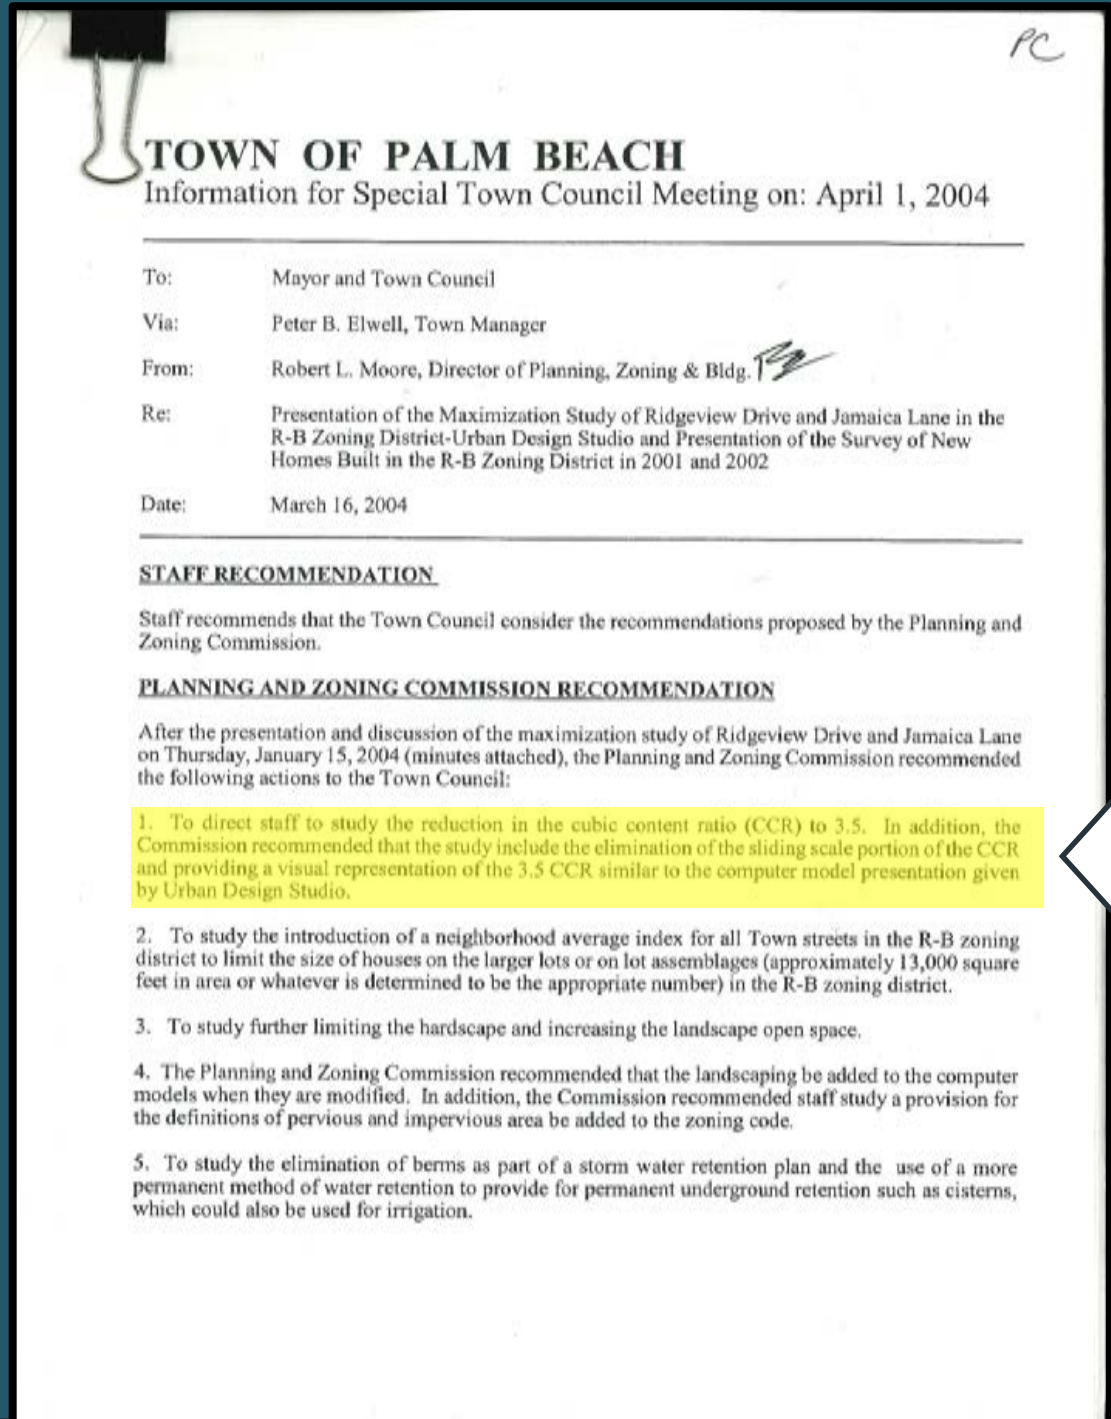 PC
TOWN OF PALM BEACH
Information for Special Town Council Meeting on: April 1, 2004
To: Mayor and Town Council
Via: Peter B. Elwell, Town Manager
From: Robert L. Moore, Director of Planning, Zoning & Bldg.
Re: Presentation of the Maximization Study of Ridgeview Drive and Jamaica Lane in the
R-B Zoning District-Urban Design Studio and Presentation of the Survey of New
Homes Built in the R-B Zoning District in 2001 and 2002
Date: March 16, 2004
STAFF RECOMMENDATION
Staff recommends that the Town Council consider the recommendations proposed by the Planning and
Zoning Commission.
PLANNING AND ZONING COMMISSION RECOMMENDATION
After the presentation and discussion of the maximization study of Ridgeview Drive and Jamaica Lane
on Thursday, January 15, 2004 (minutes attached), the Planning and Zoning Commission recommended
the following actions to the Town Council:
1. To direct staff to study the reduction in the cubic content ratio (CCR) to 3.5. In addition, the
Commission recommended that the study include the elimination of the sliding scale portion of the CCR
and providing a visual representation of the 3.5 CCR similar to the computer model presentation given
by Urban Design Studio.
2. To study the introduction of a neighborhood average index for all Town streets in the R-B zoning
district to limit the size of houses on the larger lots or on lot assemblages (approximately 13,000 square
feet in area or whatever is determined to be the appropriate number) in the R-B zoning district.
3. To study further limiting the hardscape and increasing the landscape open space.
4. The Planning and Zoning Commission recommended that the landscaping be added to the computer
models when they are modified. In addition, the Commission recommended staff study a provision for
the definitions of pervious and impervious area be added to the zoning code.
5. To study the elimination of berms as part of a storm water retention plan and the use of a more
permanent method of water retention to provide for permanent underground retention such as cisterns,
which could also be used for irrigation.